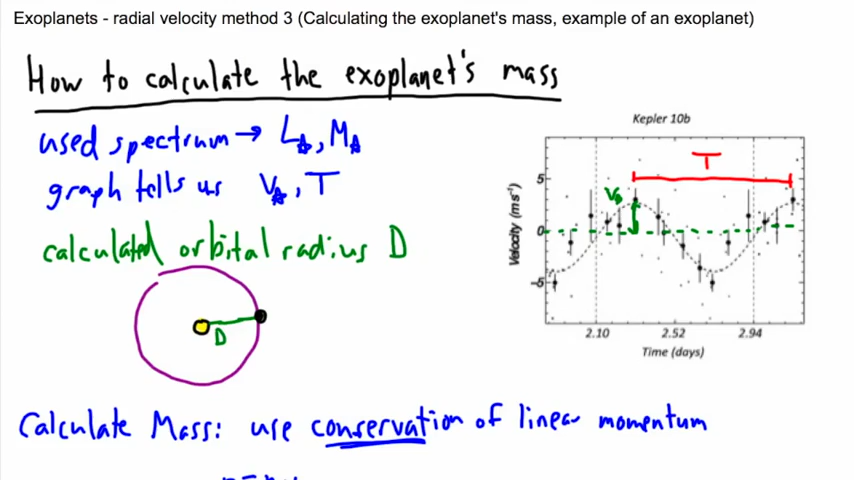 Exoplanets - radial velocity method 3 (Calculating the exoplanet's mass, example of an exoplanet)
How to calculate the exoplanet's mass
used spectrum → L☆, M☆
graph tells us V☆, T
calculated orbital radius D
D
Kepler 10b
T
V☆
5
0
-5
Velocity (ms⁻¹)
2.10 2.52 2.94
Time (days)
Calculate Mass: use conservation of linear momentum